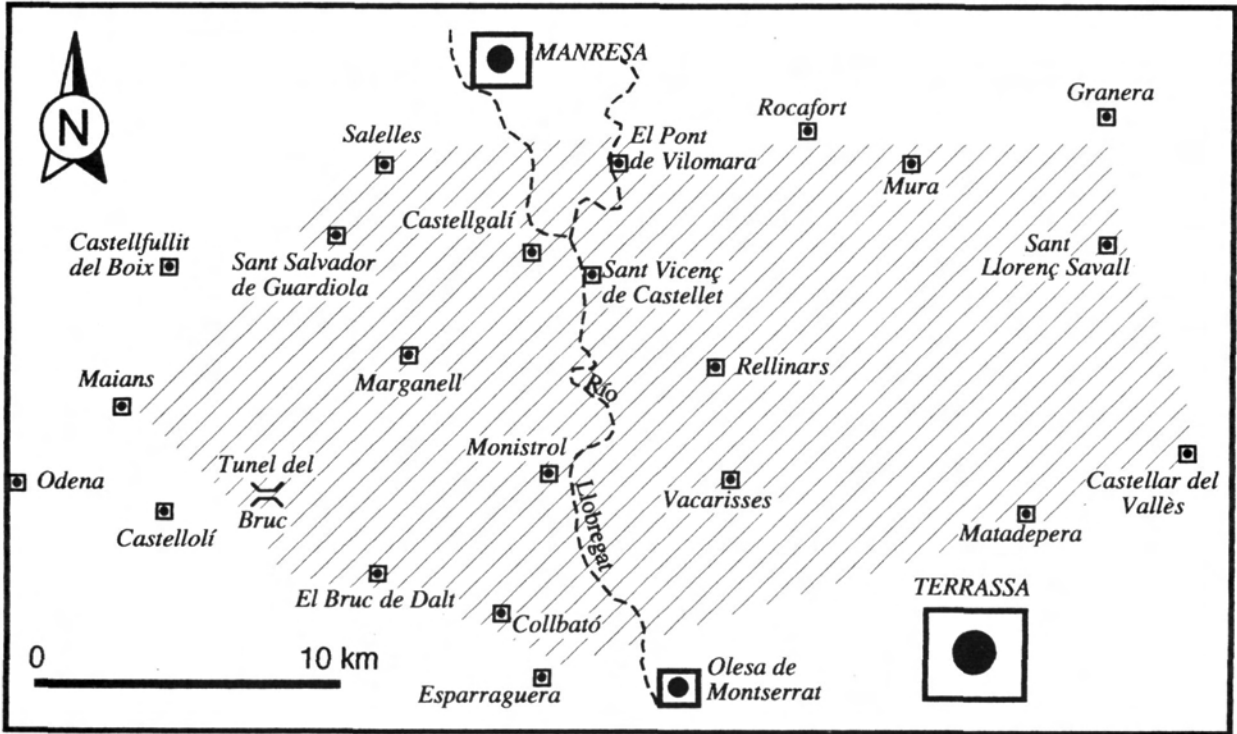 MANRESA
N
Granera
Rocafort
Salelles
El Pont
de Vilomara
Mura
Castellgalí
Castellfullit
del Boix
Sant Salvador
de Guardiola
Sant
Llorenç Savall
Sant Vicenç
de Castellet
Marganell
Rellinars
Maians
Río
Llobregat
Monistrol
Tunel del
Bruc
Odena
Vacarisses
Castellar del
Vallès
Castellolí
Matadepera
El Bruc de Dalt
TERRASSA
Collbató
0 10 km
Olesa de
Montserrat
Esparraguera